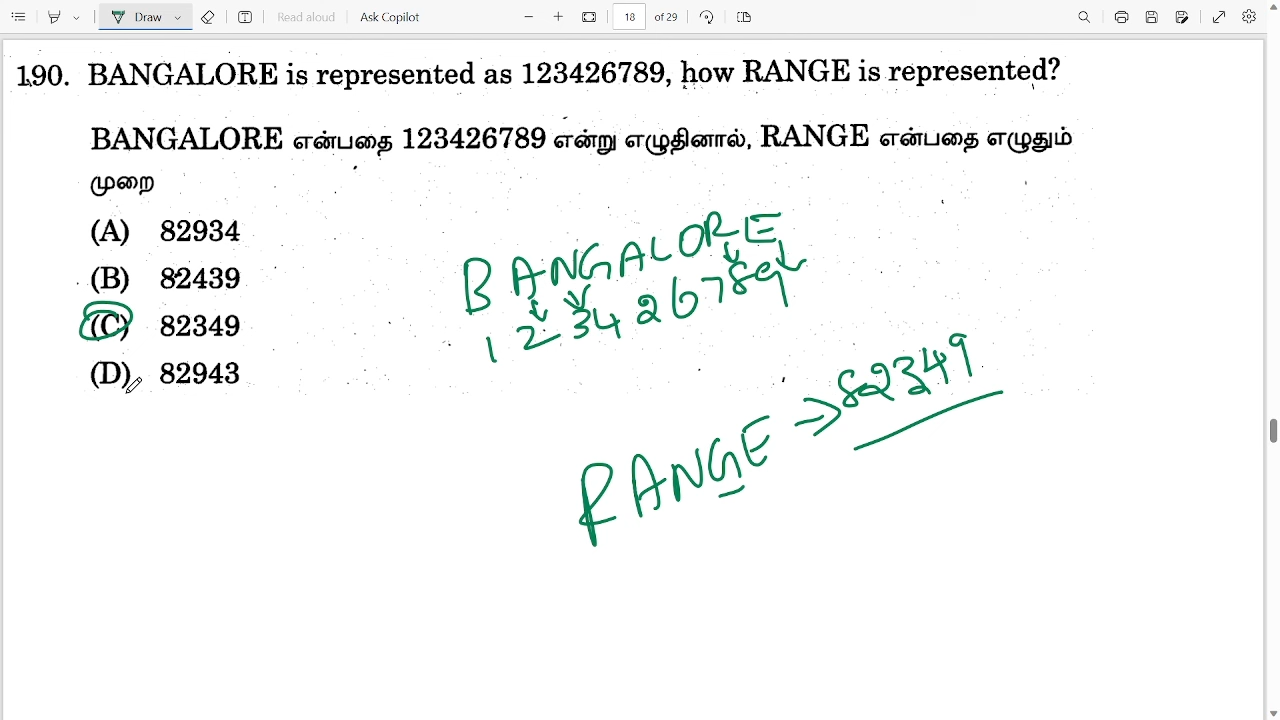 Draw
Read aloud
Ask Copilot
18 of 29
190. BANGALORE is represented as 123426789, how RANGE is represented?
BANGALORE என்பதை 123426789 என்று எழுதினால், RANGE என்பதை எழுதும்
முறை
(A) 82934
(B) 82439
(C) 82349
(D) 82943
BANGALORE
123426789
RANGE ⇒ 82349